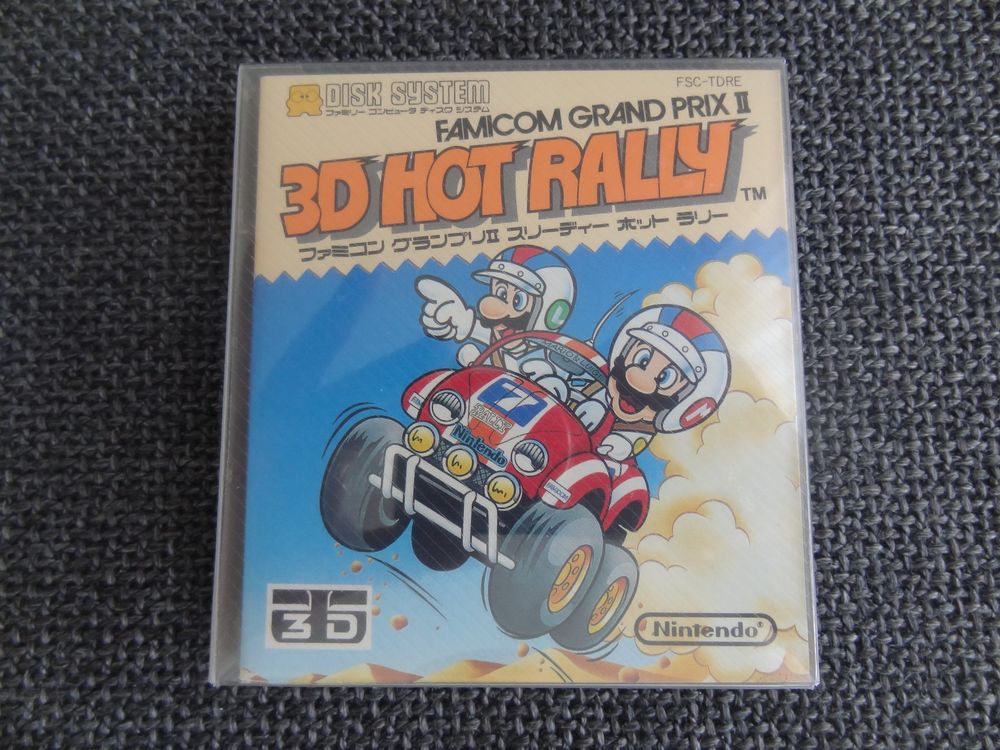 DISK SYSTEM
ファミリー コンピュータ ディスク システム
FSC-TDRE
FAMICOM GRAND PRIX II
3D HOT RALLY ™
ファミコン グランプリII スリーディー ホット ラリー
L
MARIO & LUIGI
Nintendo
FAMICOM
M
3D
Nintendo®